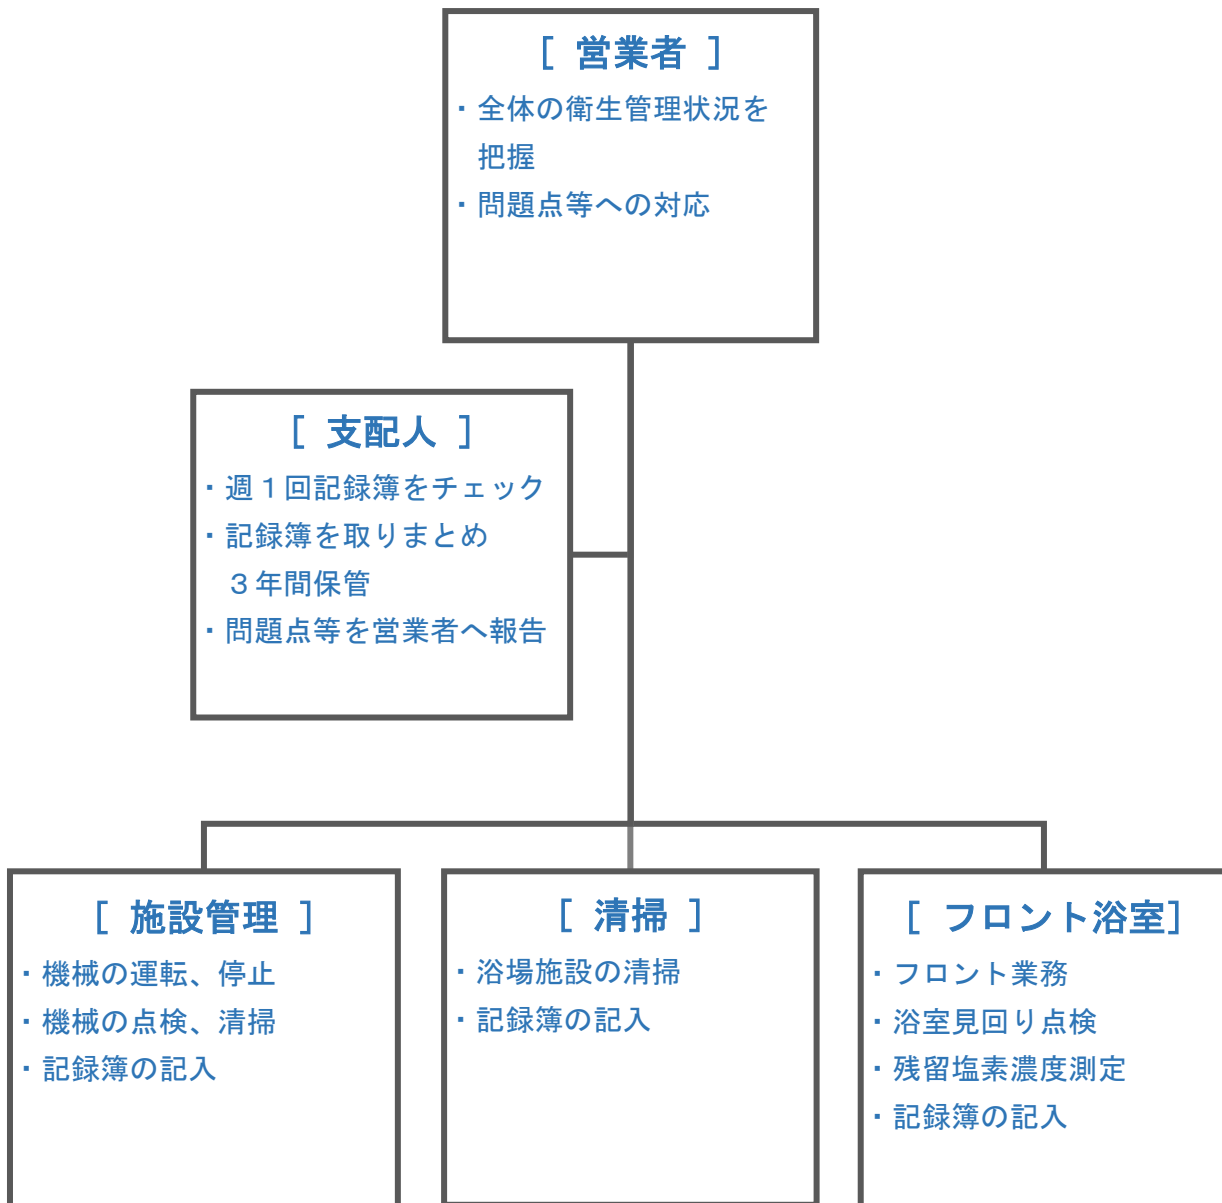 [ 営業者 ]
・全体の衛生管理状況を
把握
・問題点等への対応
[ 支配人 ]
・週１回記録簿をチェック
・記録簿を取りまとめ
３年間保管
・問題点等を営業者へ報告
[ 施設管理 ]
・機械の運転、停止
・機械の点検、清掃
・記録簿の記入
[ 清掃 ]
・浴場施設の清掃
・記録簿の記入
[ フロント浴室]
・フロント業務
・浴室見回り点検
・残留塩素濃度測定
・記録簿の記入